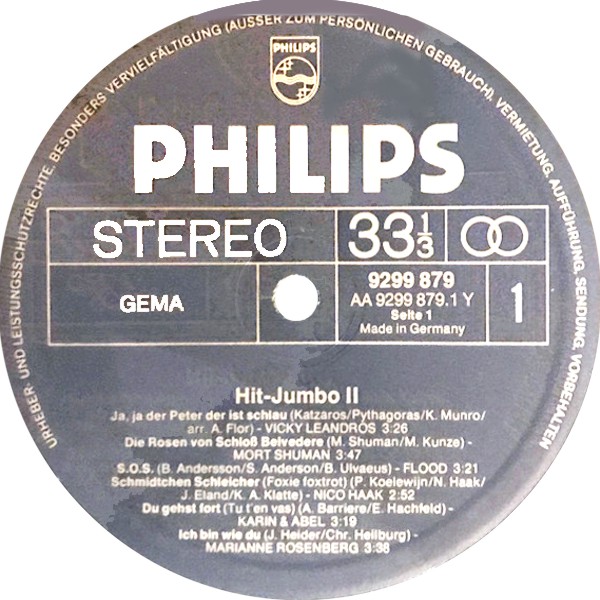 URHEBER- UND LEISTUNGSSCHUTZRECHTE, BESONDERS VERVIELFÄLTIGUNG (AUSSER ZUM PERSÖNLICHEN GEBRAUCH), VERMIETUNG, AUFFÜHRUNG, SENDUNG, VORBEHALTEN
PHILIPS
PHILIPS
STEREO
33 1/3
GEMA
9299 879
AA 9299 879.1 Y
Seite 1
Made in Germany
1
Hit-Jumbo II
Ja, ja der Peter der ist schlau (Katzaros/Pythagoras/K. Munro/
arr. A. Flor) - VICKY LEANDROS 3:26
Die Rosen von Schloß Belvedere (M. Shuman/M. Kunze) -
MORT SHUMAN 3:47
S.O.S. (B. Andersson/S. Anderson/B. Ulvaeus) - FLOOD 3:21
Schmidtchen Schleicher (Foxie foxtrot) (P. Koelewijn/N. Haak/
J. Eland/K. A. Klatte) - NICO HAAK 2:52
Du gehst fort (Tu t'en vas) (A. Barriere/E. Hachfeld) -
KARIN & ABEL 3:19
Ich bin wie du (J. Heider/Chr. Heilburg) -
MARIANNE ROSENBERG 3:38